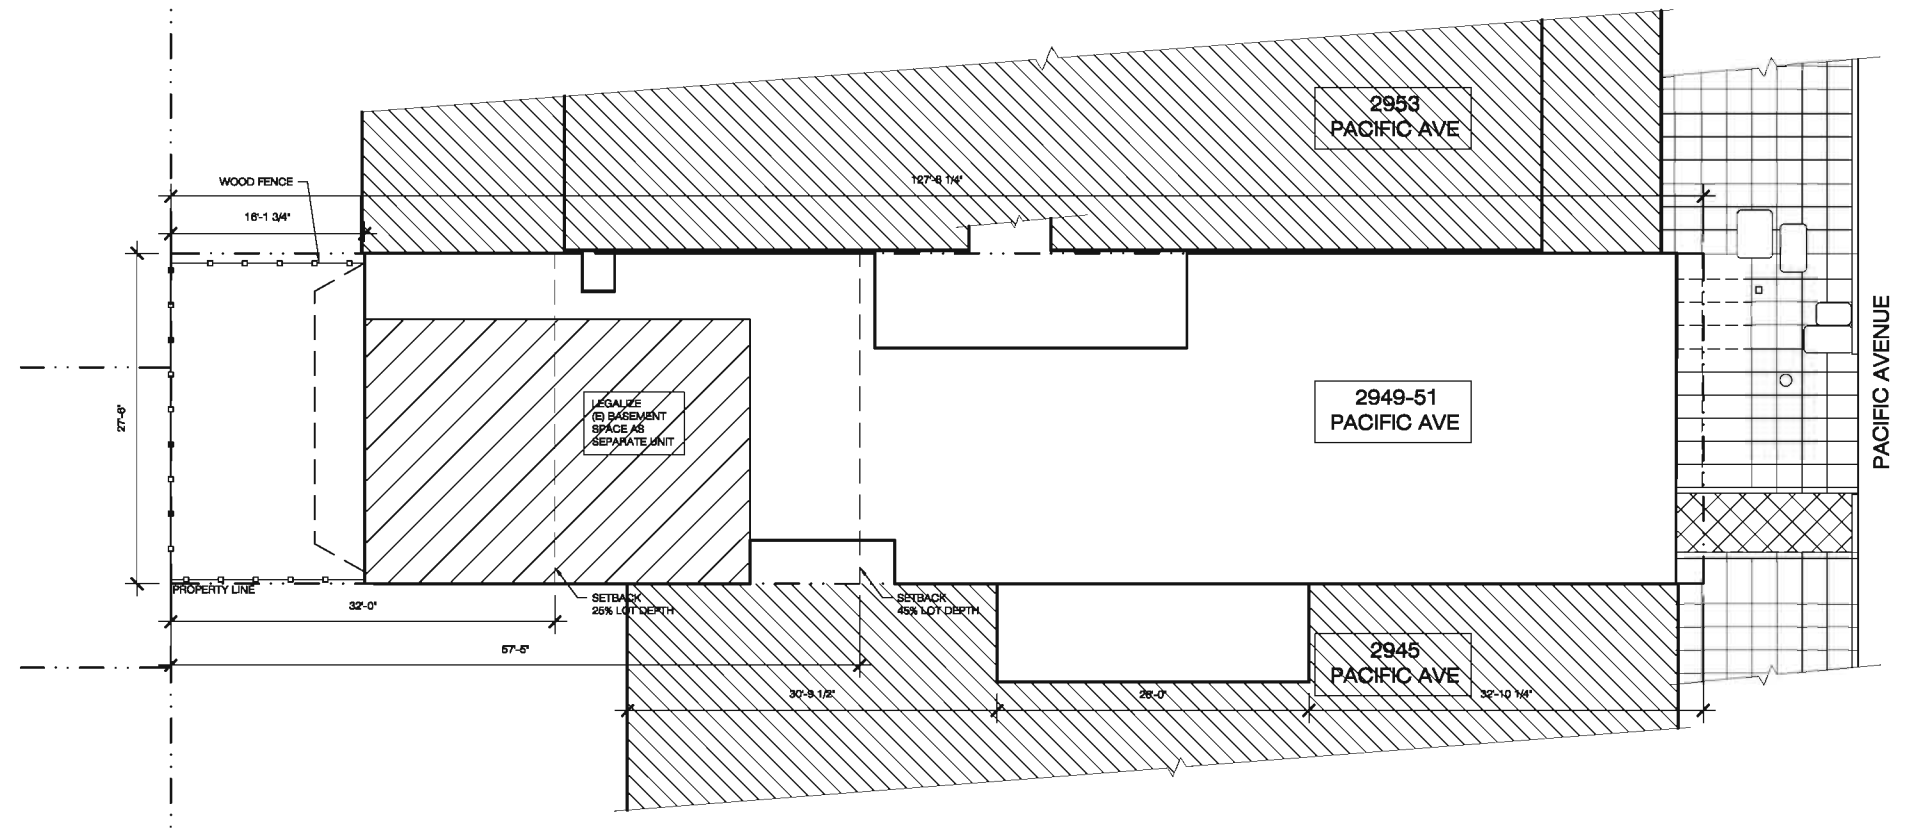 2953
PACIFIC AVE
WOOD FENCE
127'-8 1/4"
16'-1 3/4"
27'-6"
LEGALIZE
(E) BASEMENT
SPACE AS
SEPARATE UNIT
2949-51
PACIFIC AVE
PACIFIC AVENUE
PROPERTY LINE
32'-0"
SETBACK
25% LOT DEPTH
SETBACK
45% LOT DEPTH
57'-5"
2945
PACIFIC AVE
30'-9 1/2"
26'-0"
32'-10 1/4"